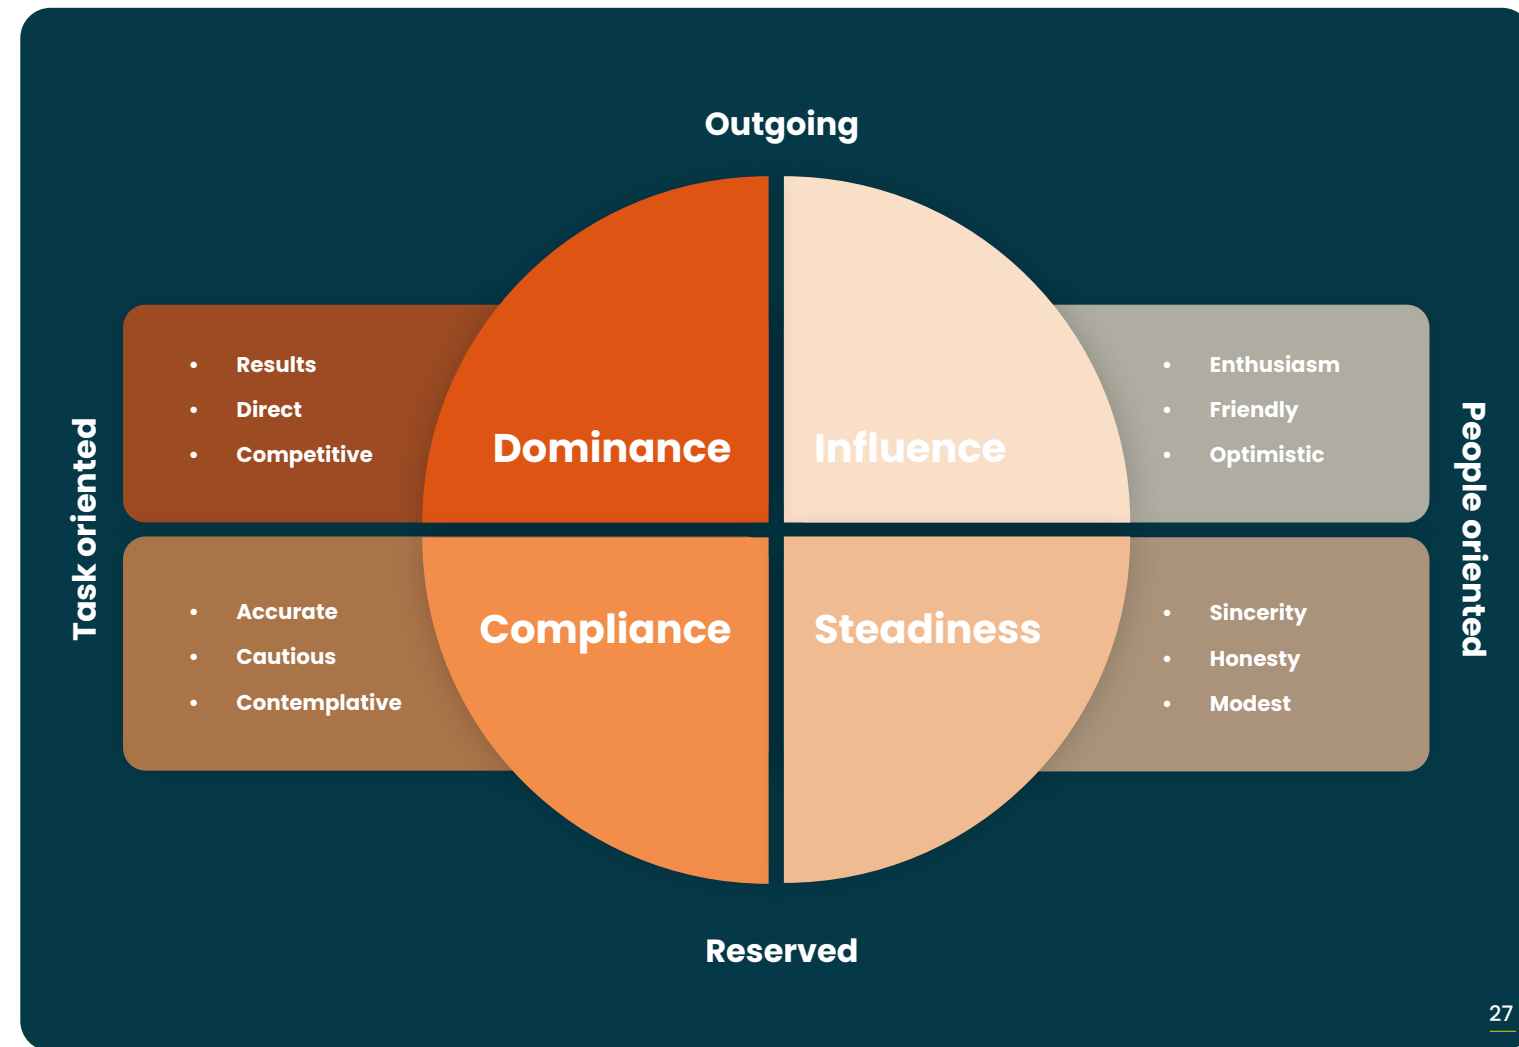 Outgoing
Task oriented
• Results
• Direct
• Competitive
Dominance
Influence
• Enthusiasm
• Friendly
• Optimistic
People oriented
• Accurate
• Cautious
• Contemplative
Compliance
Steadiness
• Sincerity
• Honesty
• Modest
Reserved
27